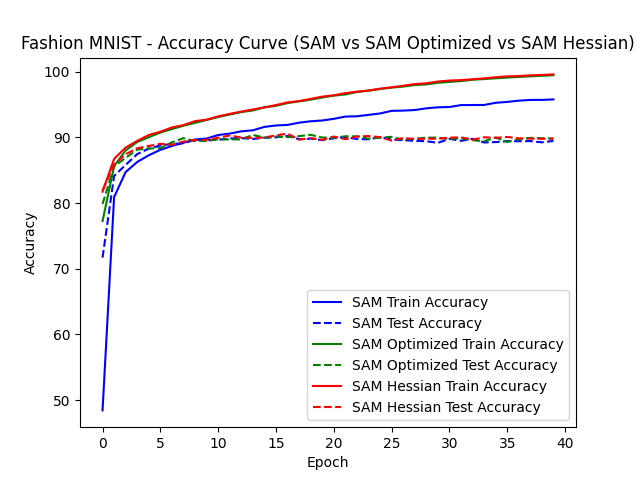 Fashion MNIST - Accuracy Curve (SAM vs SAM Optimized vs SAM Hessian)
100
90
80
70
60
50
Accuracy
SAM Train Accuracy
SAM Test Accuracy
SAM Optimized Train Accuracy
SAM Optimized Test Accuracy
SAM Hessian Train Accuracy
SAM Hessian Test Accuracy
0 5 10 15 20 25 30 35 40
Epoch